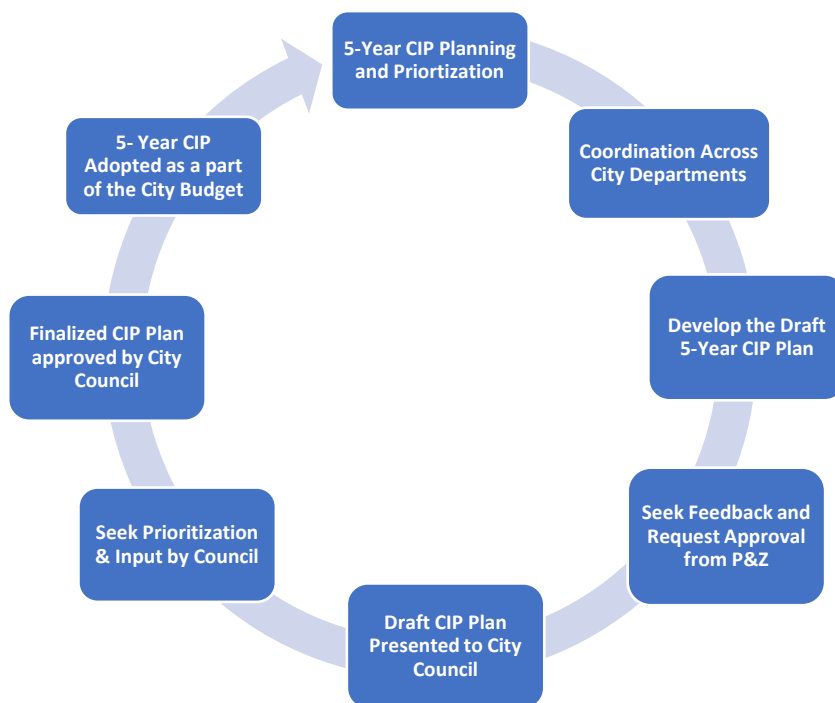 5-Year CIP Planning
and Priortization
Coordination Across
City Departments
Develop the Draft
5-Year CIP Plan
Seek Feedback and
Request Approval
from P&Z
Draft CIP Plan
Presented to City
Council
Seek Prioritization
& Input by Council
Finalized CIP Plan
approved by City
Council
5- Year CIP
Adopted as a part
of the City Budget